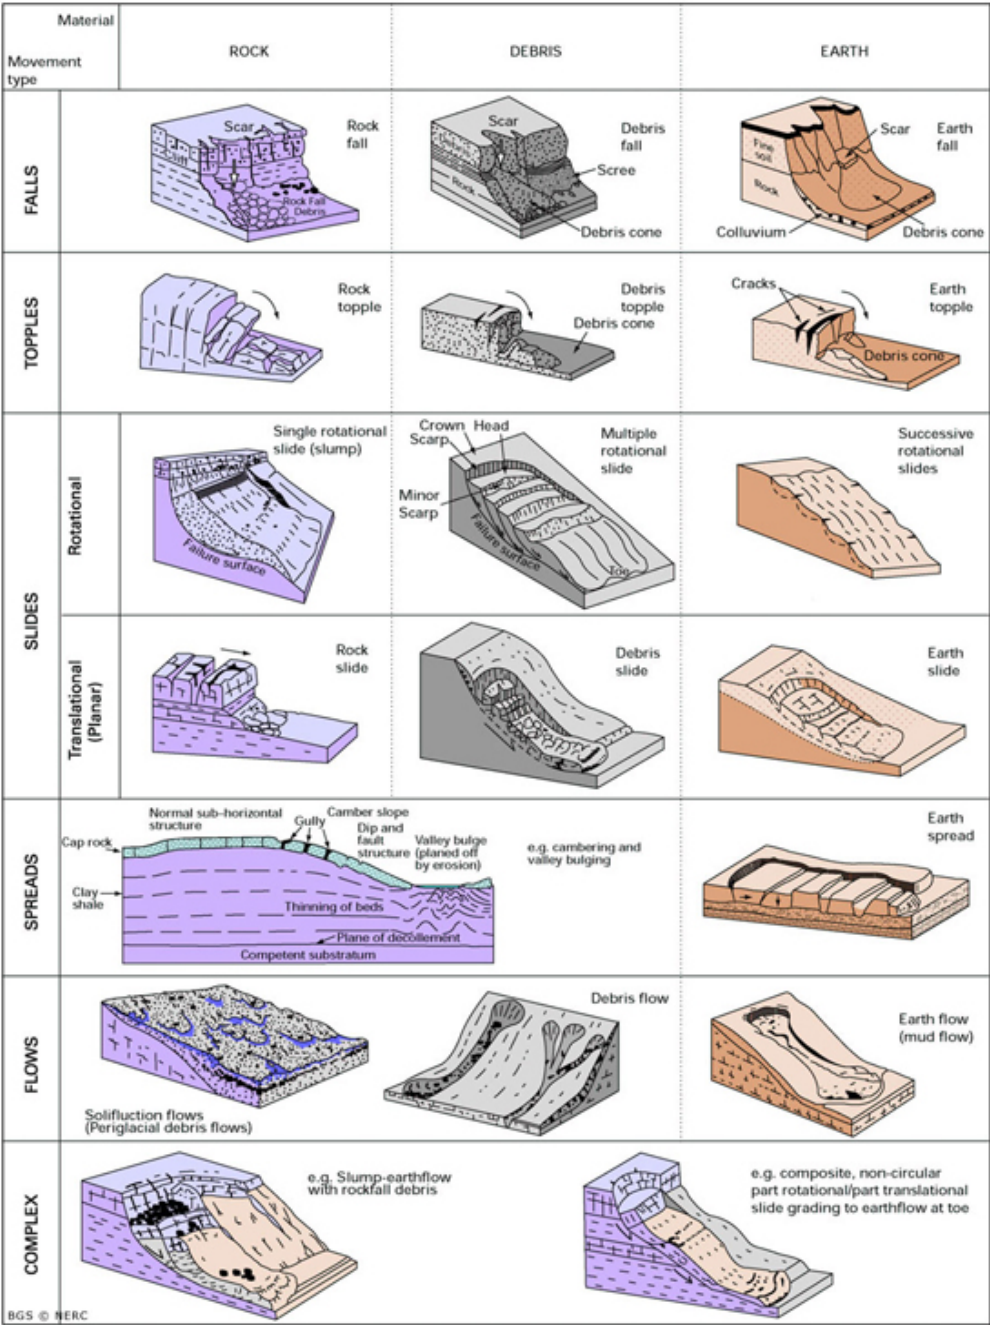 Material
Movement
type
ROCK
DEBRIS
EARTH
FALLS
Scar
Cliff
Rock Fall
Debris
Rock
fall
Scar
Debris
Rock
Debris
fall
Scree
Debris cone
Fine
soil
Rock
Scar
Earth
fall
Colluvium
Debris cone
TOPPLES
Rock
topple
Debris
topple
Debris cone
Cracks
Earth
topple
Debris cone
SLIDES
Rotational
Single rotational
slide (slump)
Failure surface
Crown
Head
Scarp
Minor
Scarp
Multiple
rotational
slide
Failure surface
Toe
Successive
rotational
slides
Translational
(Planar)
Rock
slide
Debris
slide
Earth
slide
SPREADS
Normal sub-horizontal
structure
Cap rock
Gully
Camber slope
Dip and
fault
structure
Valley bulge
(planed off
by erosion)
Clay
shale
Thinning of beds
Plane of decollement
Competent substratum
e.g. cambering and
valley bulging
Earth
spread
FLOWS
Solifluction flows
(Periglacial debris flows)
Debris flow
Earth flow
(mud flow)
COMPLEX
e.g. Slump-earthflow
with rockfall debris
e.g. composite, non-circular
part rotational/part translational
slide grading to earthflow at toe
BGS © NERC